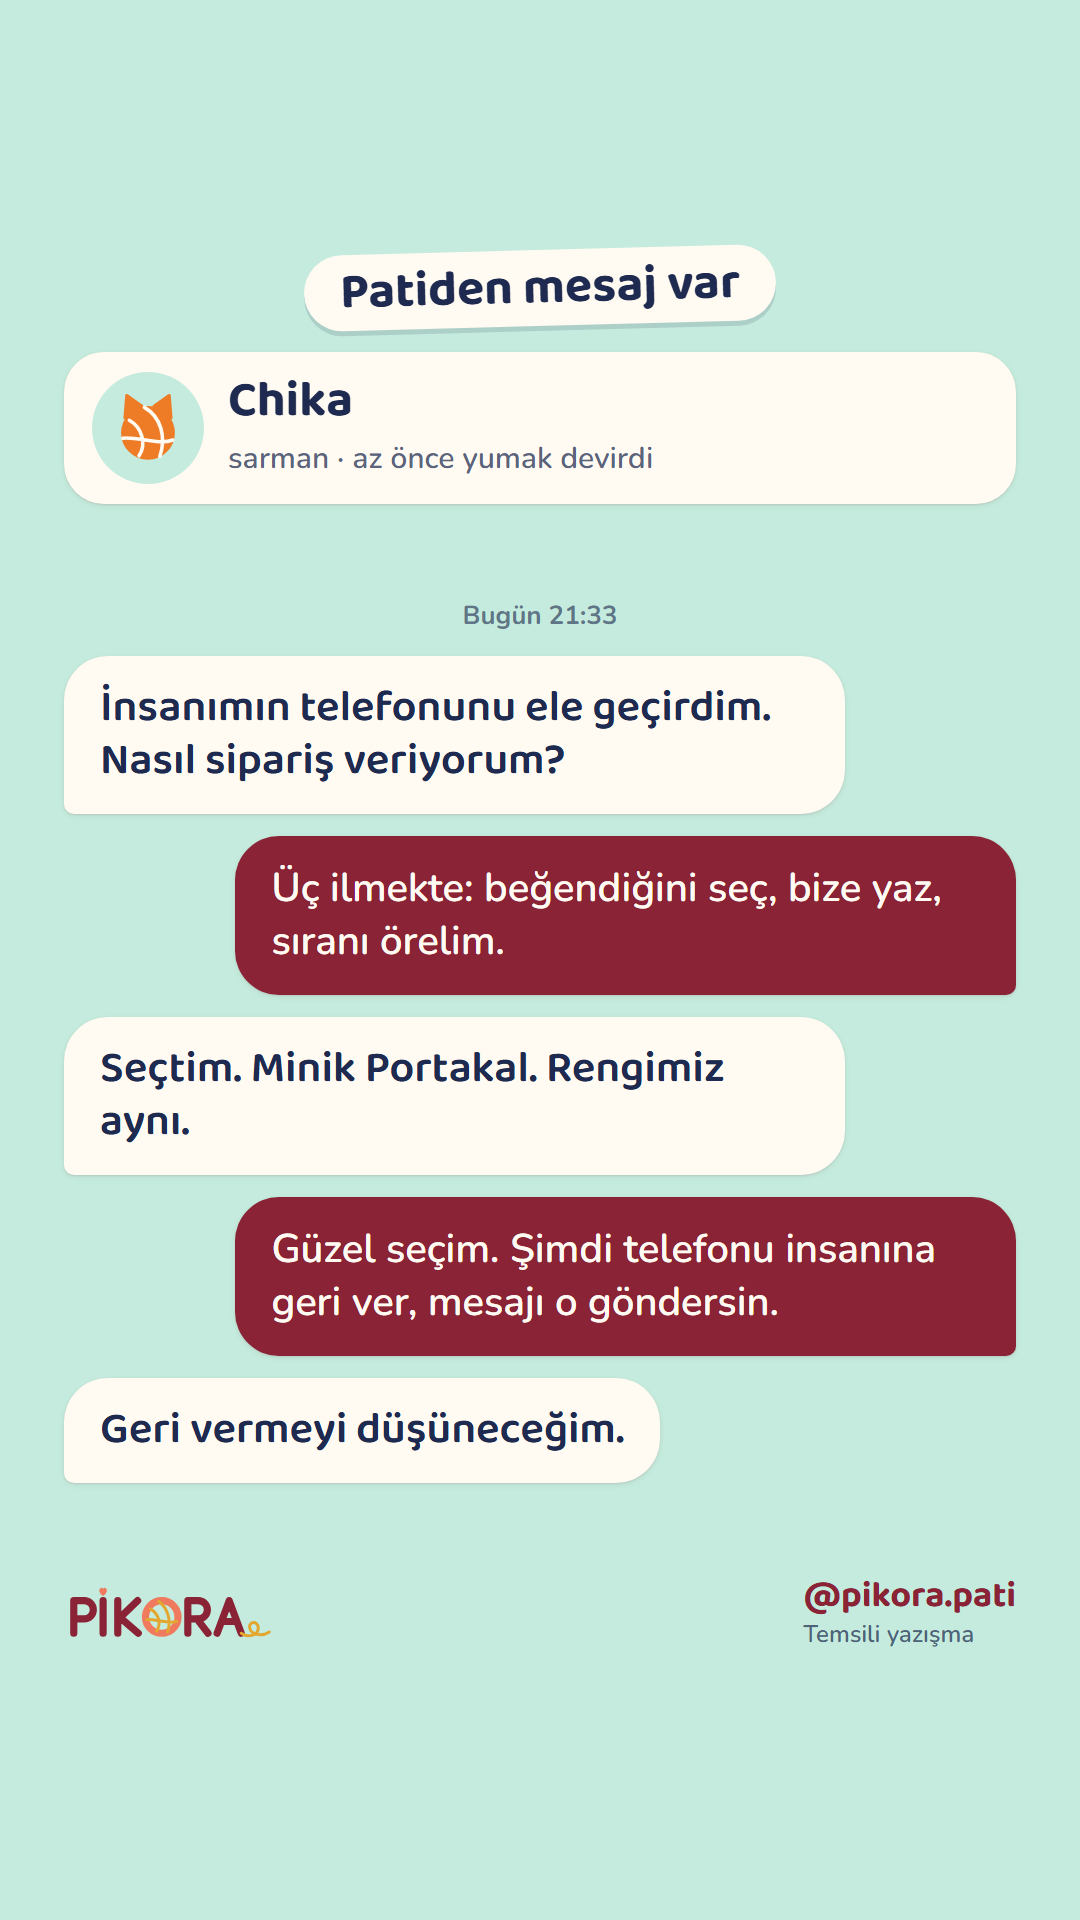 Patiden mesaj var
Chika
sarman · az önce yumak devirdi
Bugün 21:33
İnsanımın telefonunu ele geçirdim.
Nasıl sipariş veriyorum?
Üç ilmekte: beğendiğini seç, bize yaz,
sıranı örelim.
Seçtim. Minik Portakal. Rengimiz
aynı.
Güzel seçim. Şimdi telefonu insanına
geri ver, mesajı o göndersin.
Geri vermeyi düşüneceğim.
PİKORA
@pikora.pati
Temsili yazışma